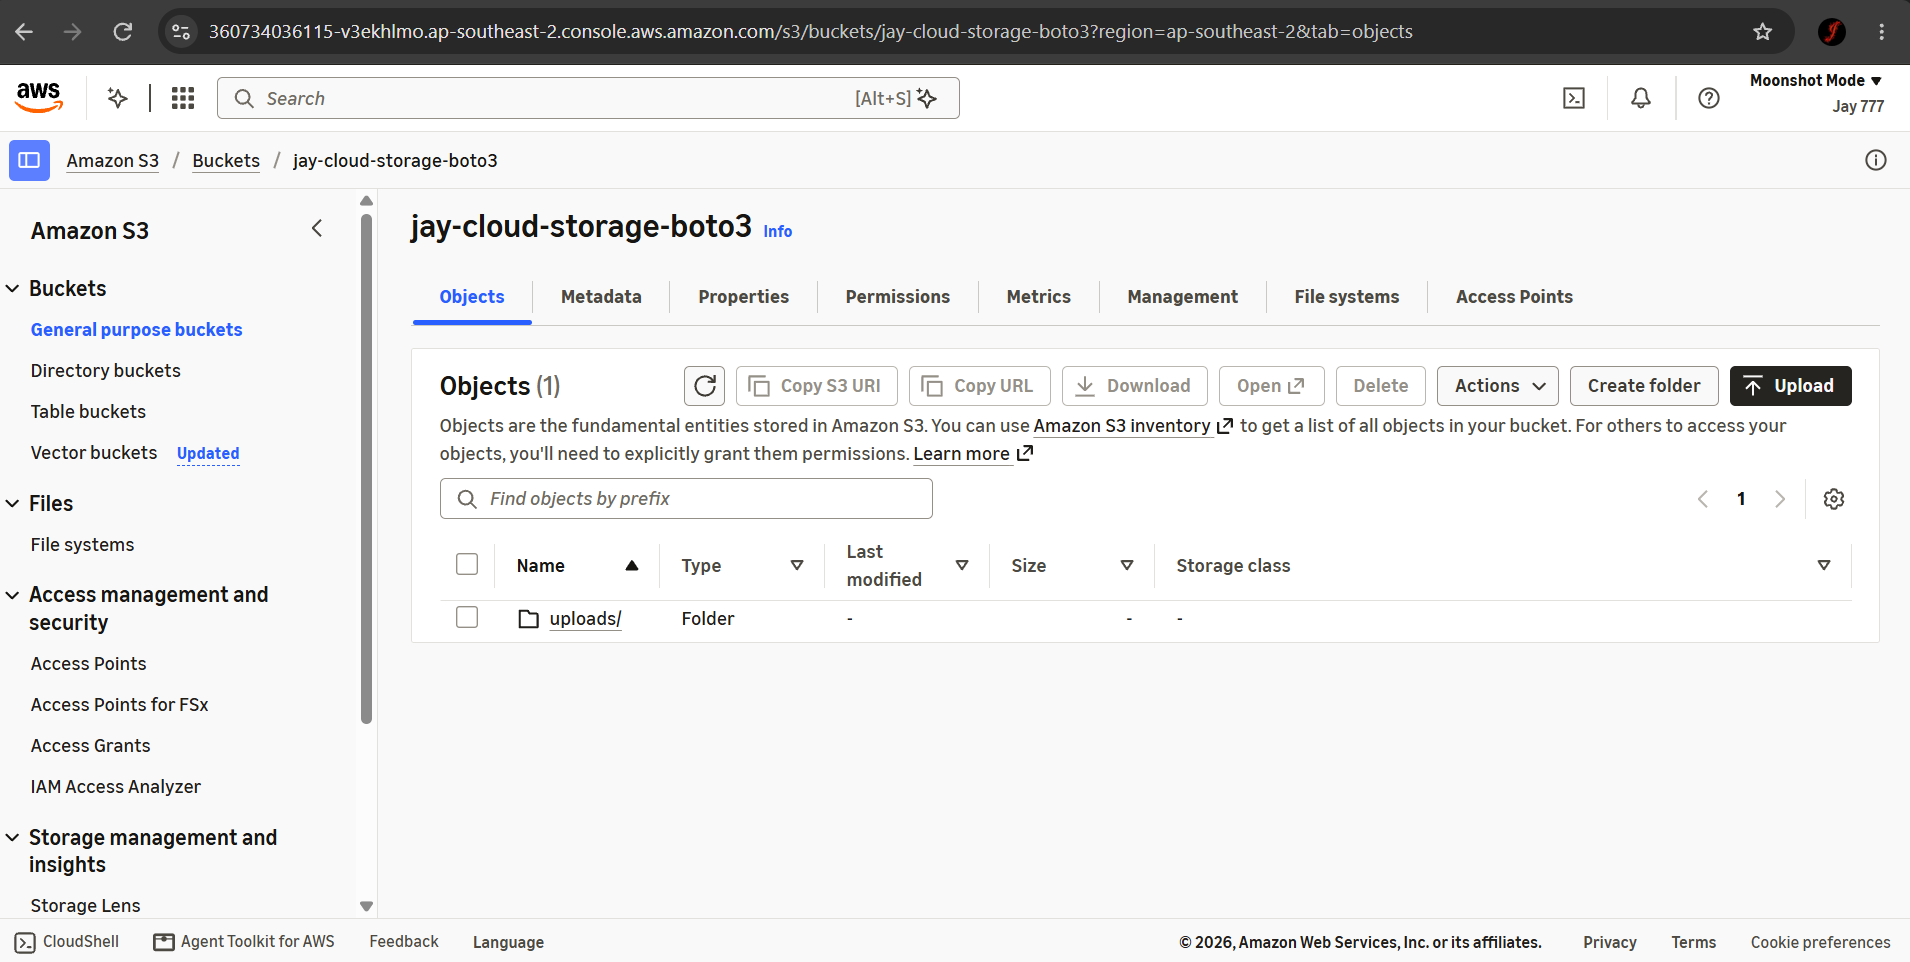 360734036115-v3ekhlmo.ap-southeast-2.console.aws.amazon.com/s3/buckets/jay-cloud-storage-boto3?region=ap-southeast-2&tab=objects
aws
Search [Alt+S]
Moonshot Mode
Jay 777
Amazon S3 / Buckets / jay-cloud-storage-boto3
Amazon S3
Buckets
General purpose buckets
Directory buckets
Table buckets
Vector buckets Updated
Files
File systems
Access management and
security
Access Points
Access Points for FSx
Access Grants
IAM Access Analyzer
Storage management and
insights
Storage Lens
jay-cloud-storage-boto3 Info
Objects Metadata Properties Permissions Metrics Management File systems Access Points
Objects (1) Copy S3 URI Copy URL Download Open Delete Actions Create folder Upload
Objects are the fundamental entities stored in Amazon S3. You can use Amazon S3 inventory to get a list of all objects in your bucket. For others to access your
objects, you'll need to explicitly grant them permissions. Learn more
Find objects by prefix
1
Name Type Last modified Size Storage class
uploads/ Folder - - -
CloudShell Agent Toolkit for AWS Feedback Language © 2026, Amazon Web Services, Inc. or its affiliates. Privacy Terms Cookie preferences